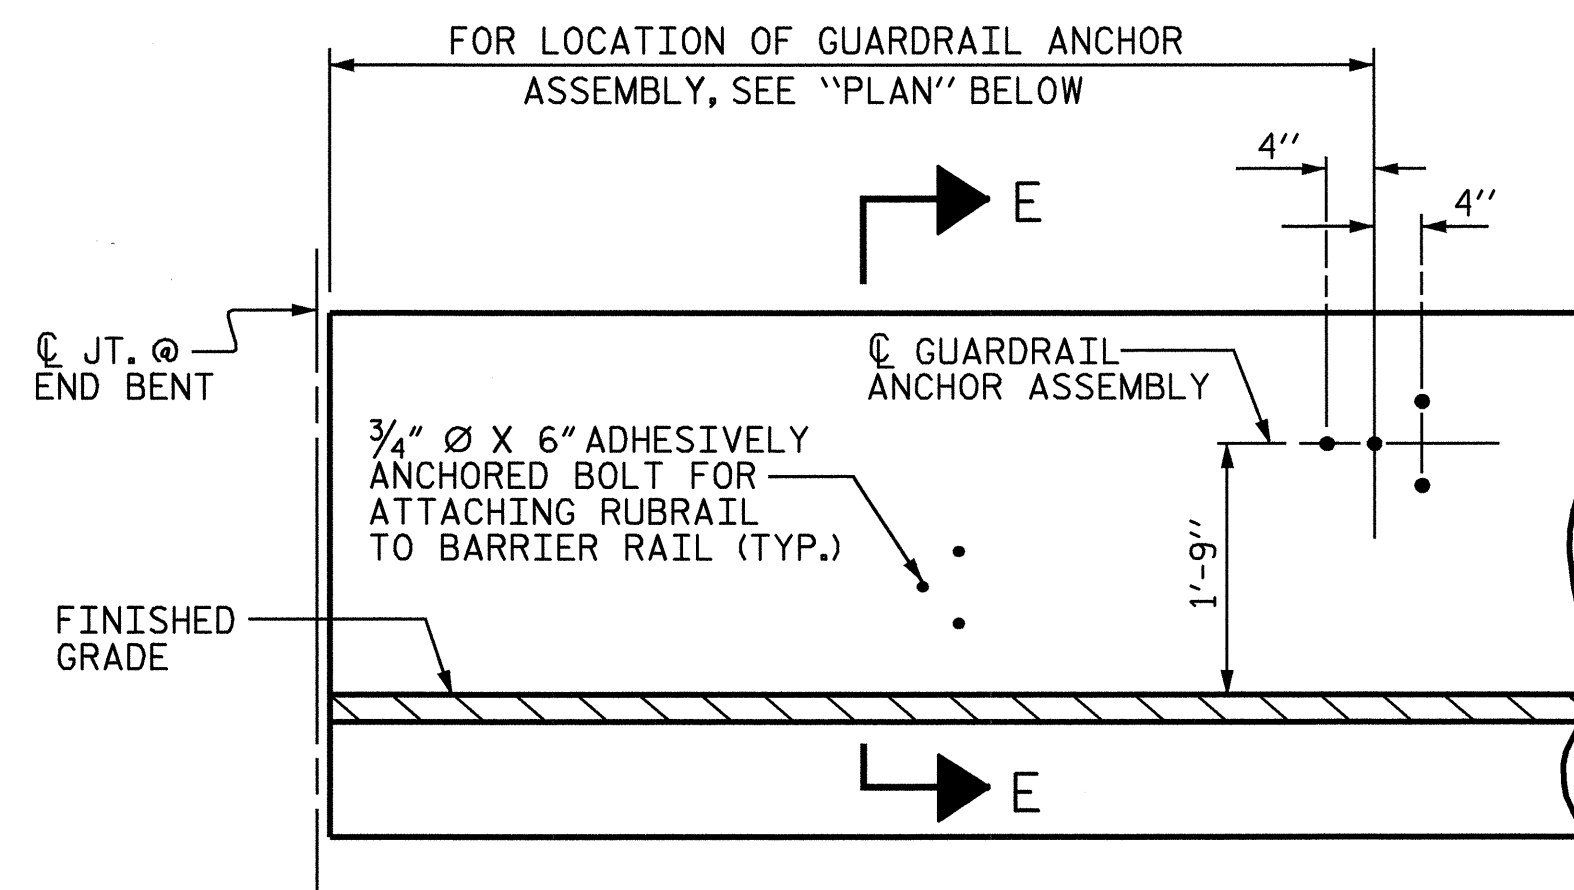 FOR LOCATION OF GUARDRAIL ANCHOR
ASSEMBLY, SEE "PLAN" BELOW
4"
4"
E
℄ JT. @
END BENT
℄ GUARDRAIL
ANCHOR ASSEMBLY
¾" Ø X 6" ADHESIVELY
ANCHORED BOLT FOR
ATTACHING RUBRAIL
TO BARRIER RAIL (TYP.)
1'-9"
FINISHED
GRADE
E